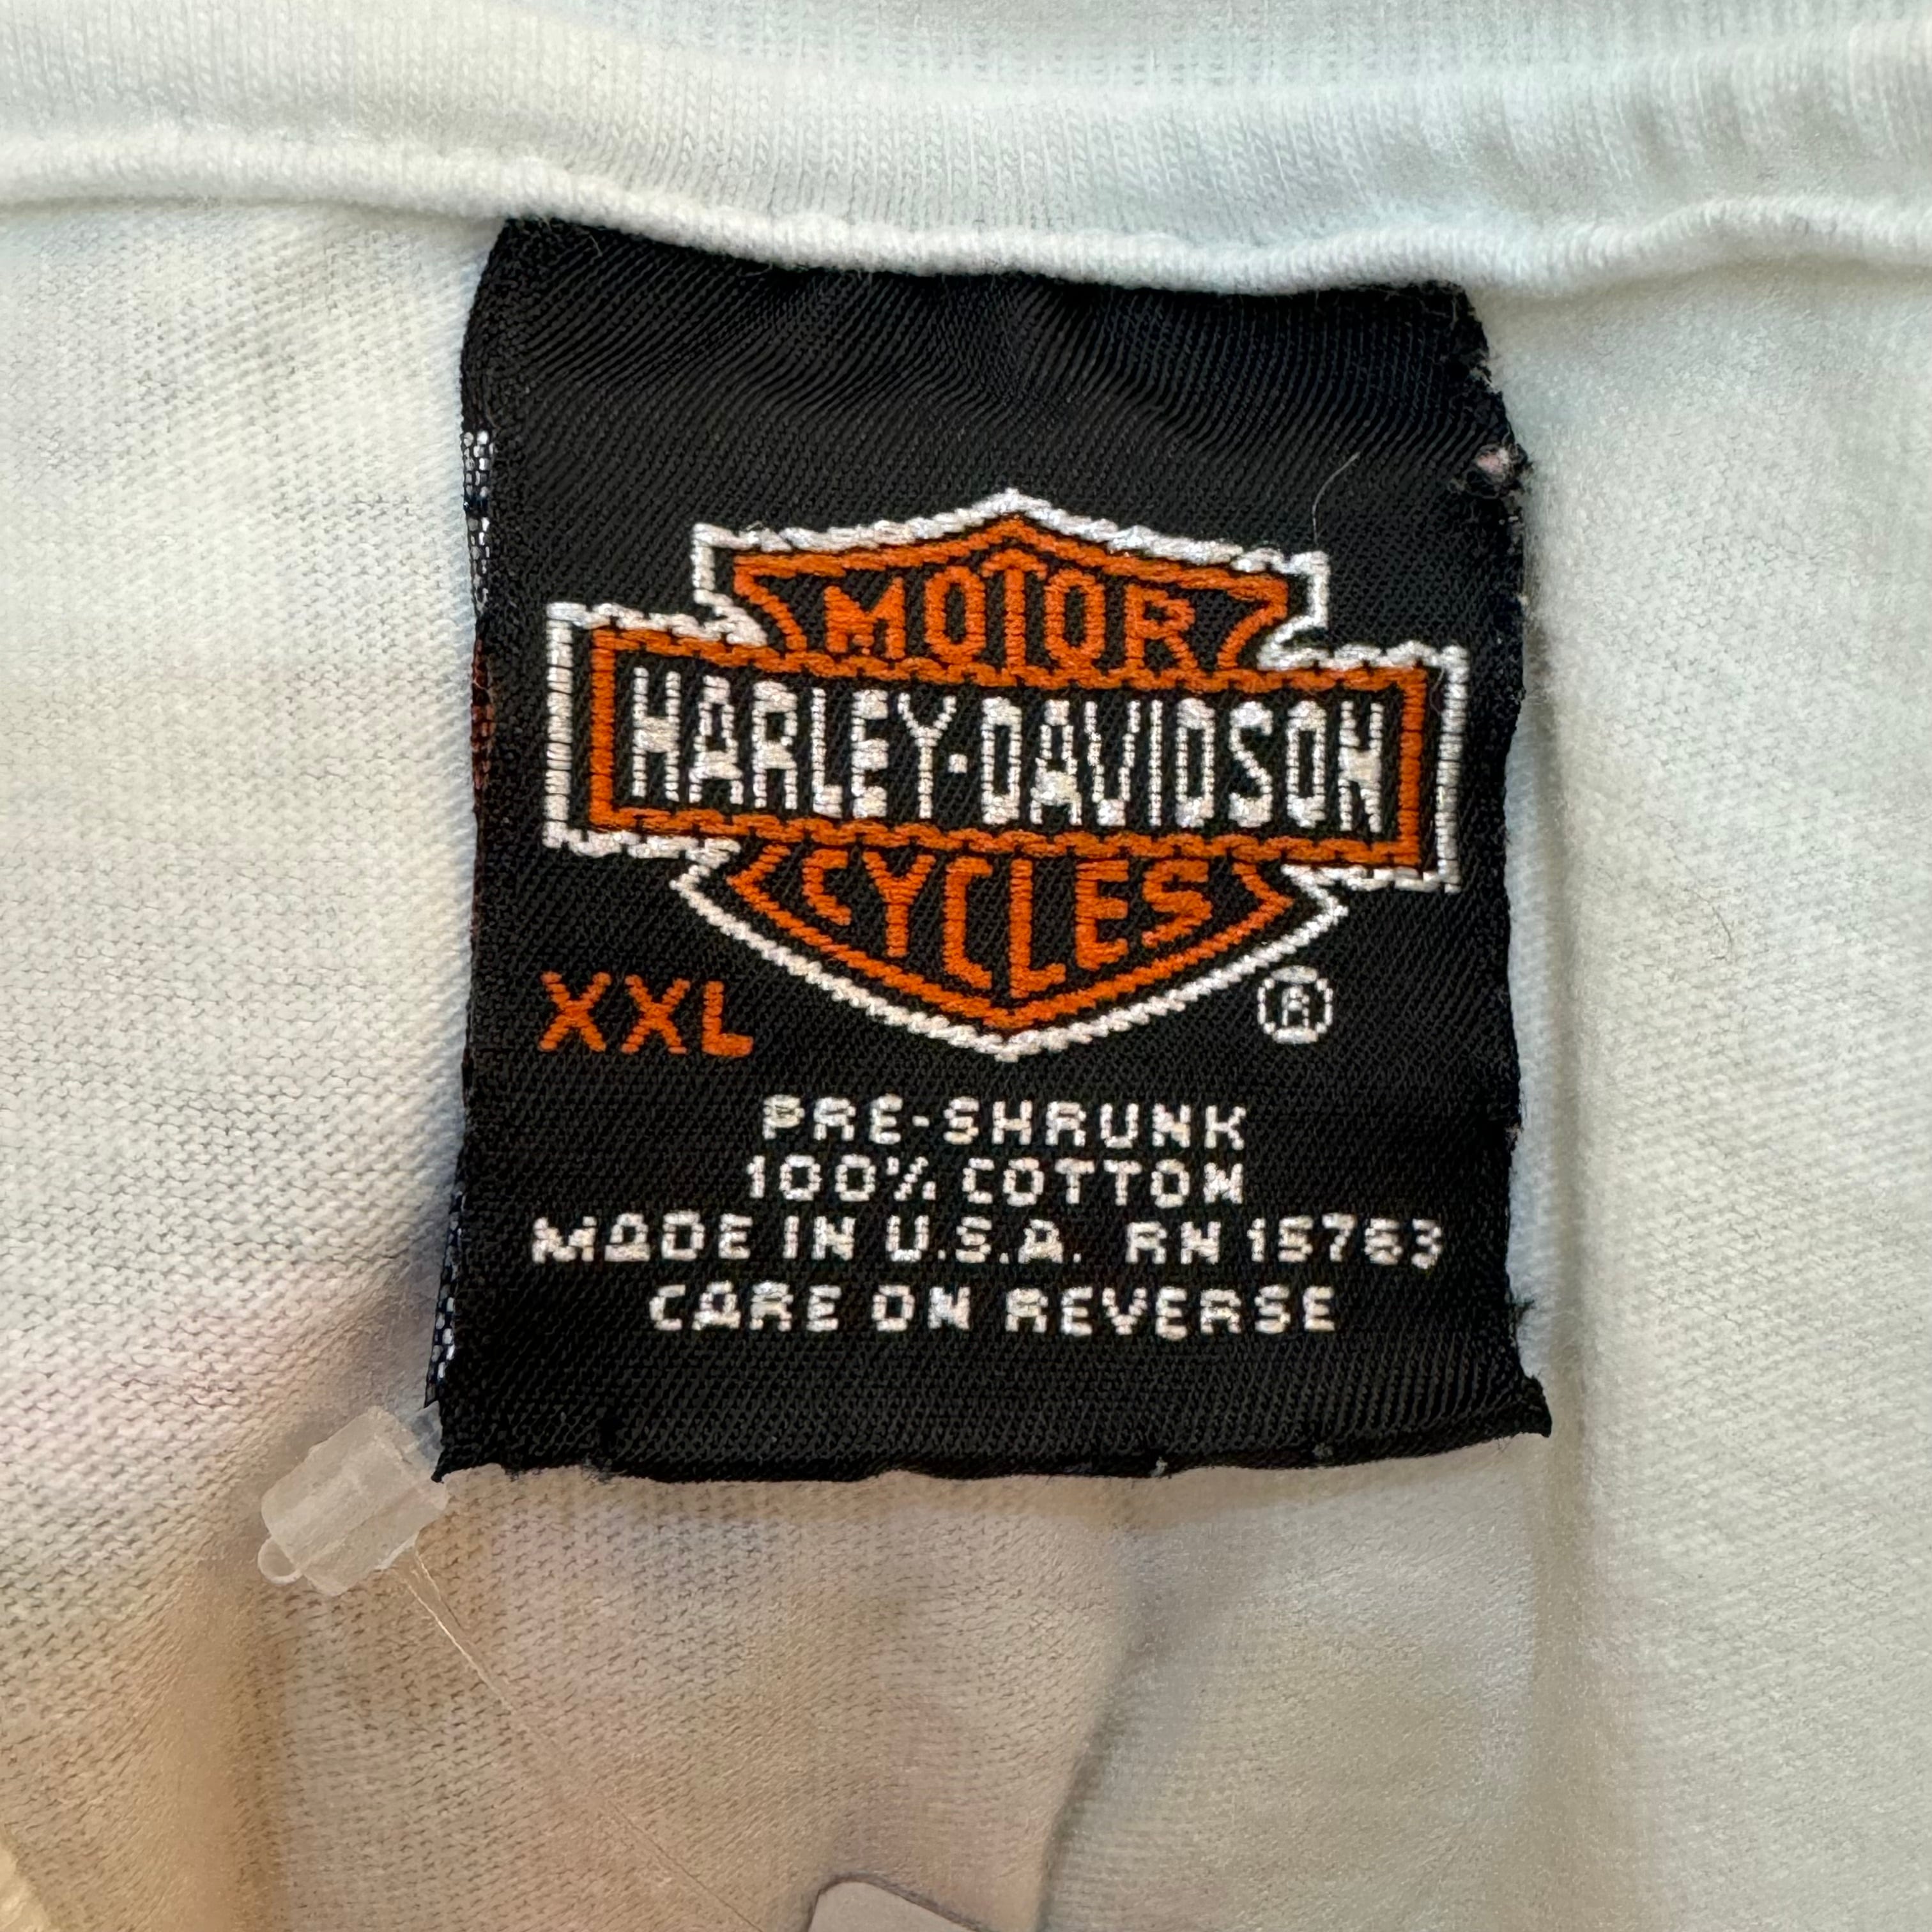 MOTOR
HARLEY-DAVIDSON
CYCLES
XXL ®
PRE-SHRUNK
100% COTTON
MADE IN U.S.A. RN 15763
CARE ON REVERSE